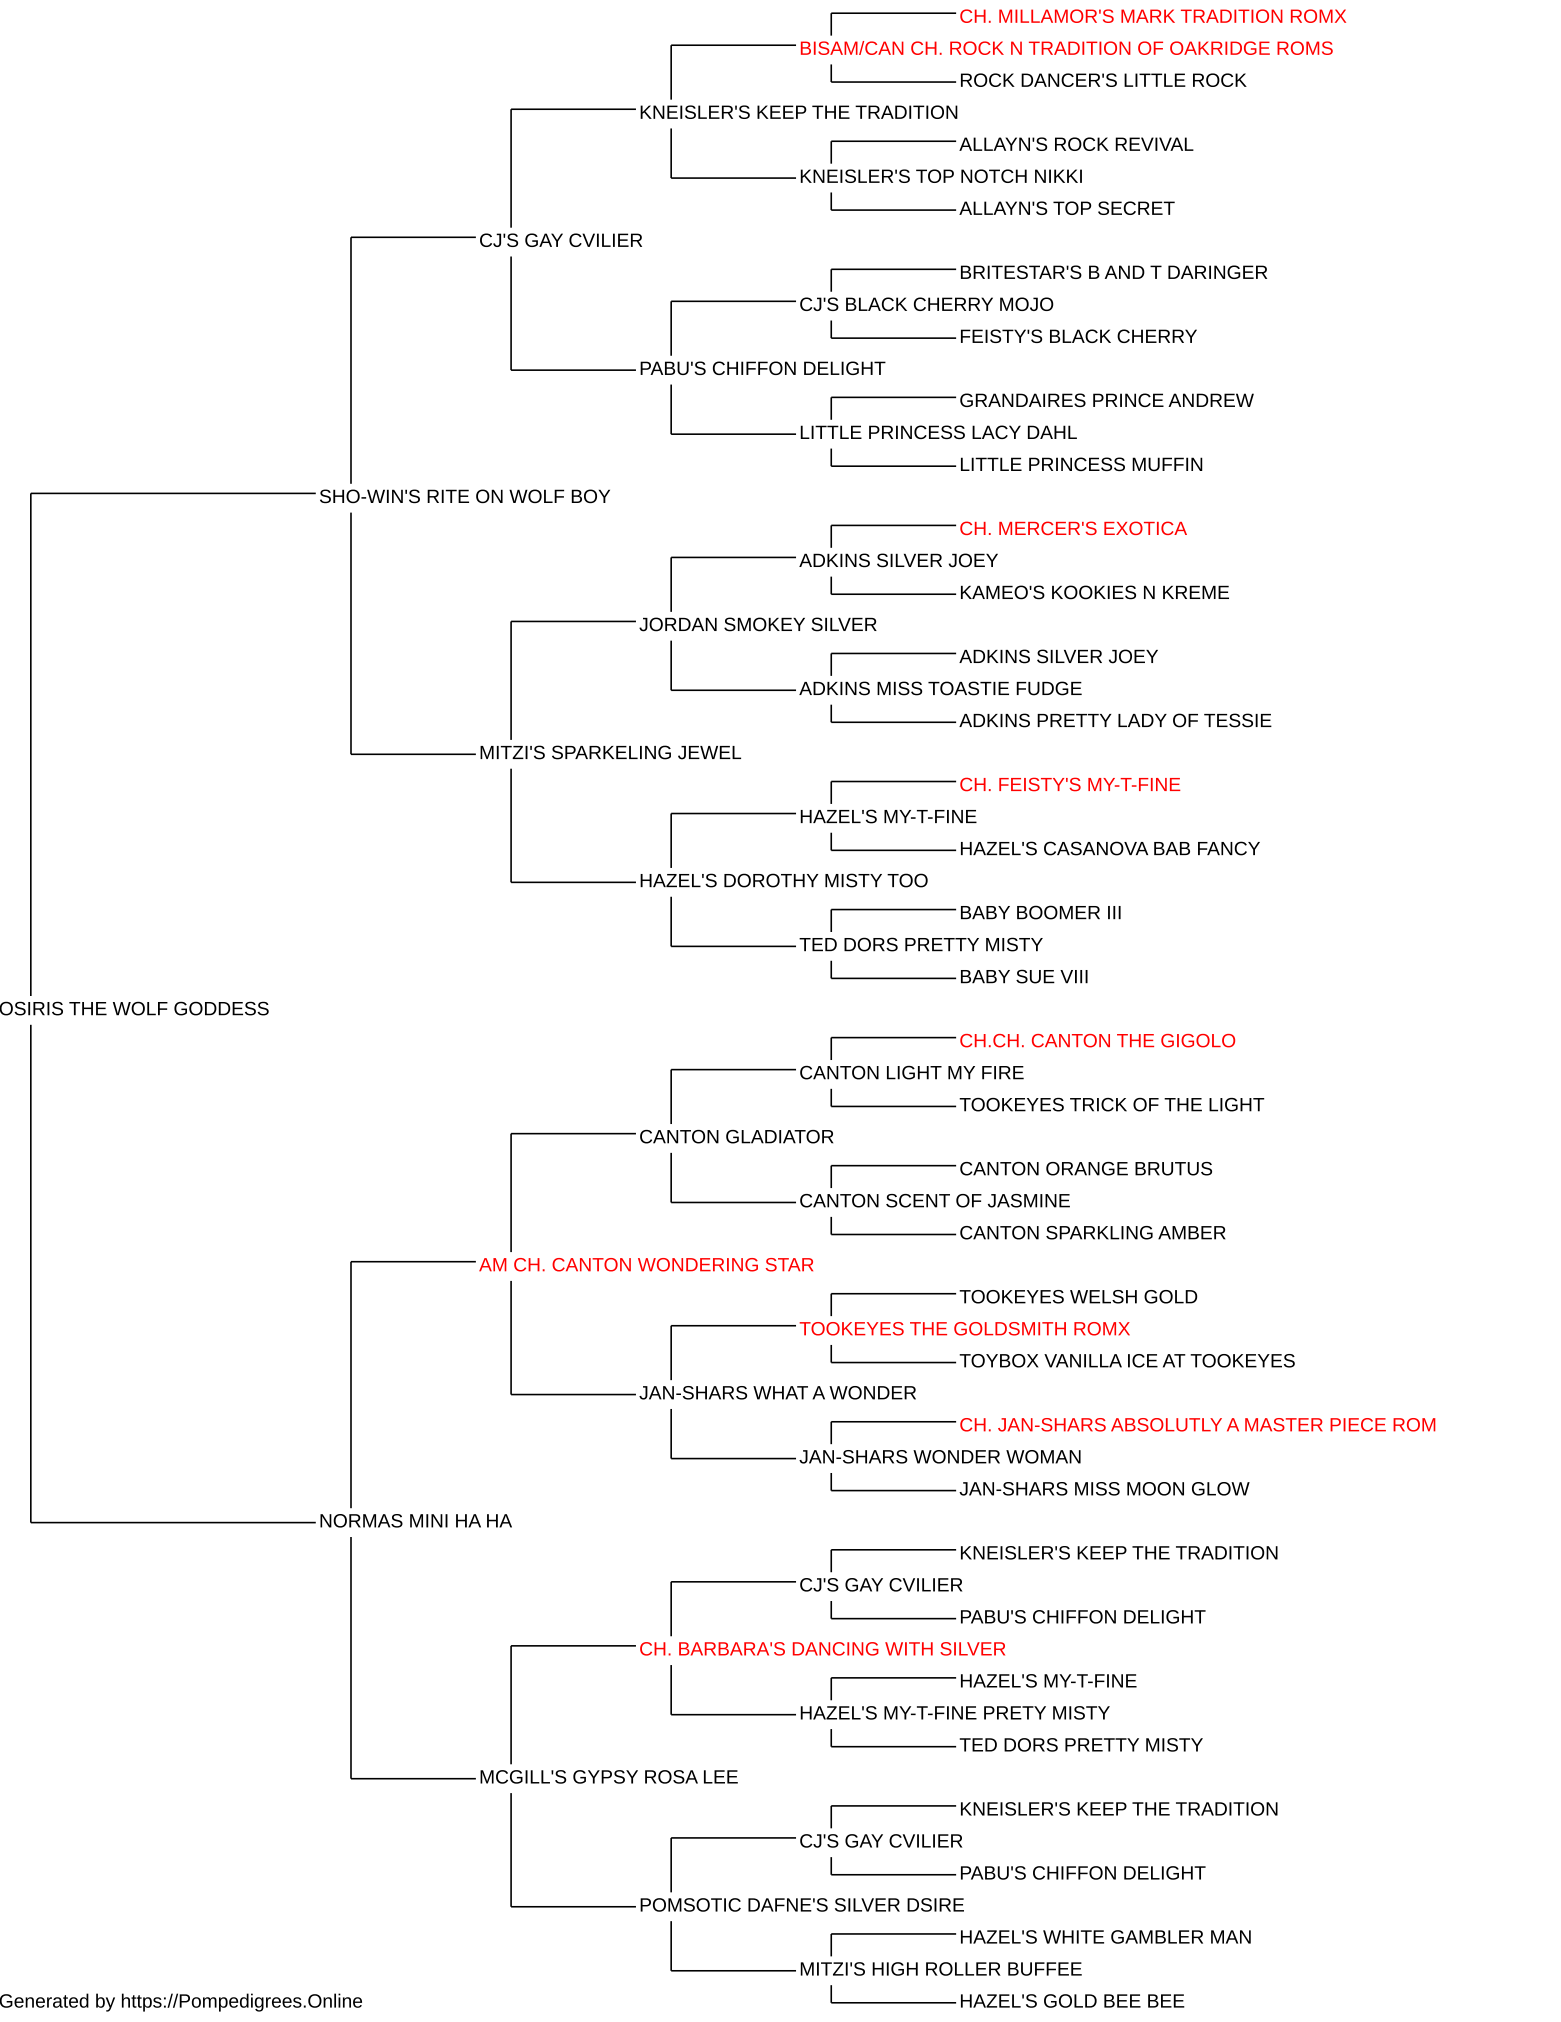 CH. MILLAMOR'S MARK TRADITION ROMX
BISAM/CAN CH. ROCK N TRADITION OF OAKRIDGE ROMS
ROCK DANCER'S LITTLE ROCK
KNEISLER'S KEEP THE TRADITION
ALLAYN'S ROCK REVIVAL
KNEISLER'S TOP NOTCH NIKKI
ALLAYN'S TOP SECRET
CJ'S GAY CVILIER
BRITESTAR'S B AND T DARINGER
CJ'S BLACK CHERRY MOJO
FEISTY'S BLACK CHERRY
PABU'S CHIFFON DELIGHT
GRANDAIRES PRINCE ANDREW
LITTLE PRINCESS LACY DAHL
LITTLE PRINCESS MUFFIN
SHO-WIN'S RITE ON WOLF BOY
CH. MERCER'S EXOTICA
ADKINS SILVER JOEY
KAMEO'S KOOKIES N KREME
JORDAN SMOKEY SILVER
ADKINS SILVER JOEY
ADKINS MISS TOASTIE FUDGE
ADKINS PRETTY LADY OF TESSIE
MITZI'S SPARKELING JEWEL
CH. FEISTY'S MY-T-FINE
HAZEL'S MY-T-FINE
HAZEL'S CASANOVA BAB FANCY
HAZEL'S DOROTHY MISTY TOO
BABY BOOMER III
TED DORS PRETTY MISTY
BABY SUE VIII
OSIRIS THE WOLF GODDESS
CH.CH. CANTON THE GIGOLO
CANTON LIGHT MY FIRE
TOOKEYES TRICK OF THE LIGHT
CANTON GLADIATOR
CANTON ORANGE BRUTUS
CANTON SCENT OF JASMINE
CANTON SPARKLING AMBER
AM CH. CANTON WONDERING STAR
TOOKEYES WELSH GOLD
TOOKEYES THE GOLDSMITH ROMX
TOYBOX VANILLA ICE AT TOOKEYES
JAN-SHARS WHAT A WONDER
CH. JAN-SHARS ABSOLUTLY A MASTER PIECE ROM
JAN-SHARS WONDER WOMAN
JAN-SHARS MISS MOON GLOW
NORMAS MINI HA HA
KNEISLER'S KEEP THE TRADITION
CJ'S GAY CVILIER
PABU'S CHIFFON DELIGHT
CH. BARBARA'S DANCING WITH SILVER
HAZEL'S MY-T-FINE
HAZEL'S MY-T-FINE PRETY MISTY
TED DORS PRETTY MISTY
MCGILL'S GYPSY ROSA LEE
KNEISLER'S KEEP THE TRADITION
CJ'S GAY CVILIER
PABU'S CHIFFON DELIGHT
POMSOTIC DAFNE'S SILVER DSIRE
HAZEL'S WHITE GAMBLER MAN
MITZI'S HIGH ROLLER BUFFEE
HAZEL'S GOLD BEE BEE
Generated by https://Pompedigrees.Online